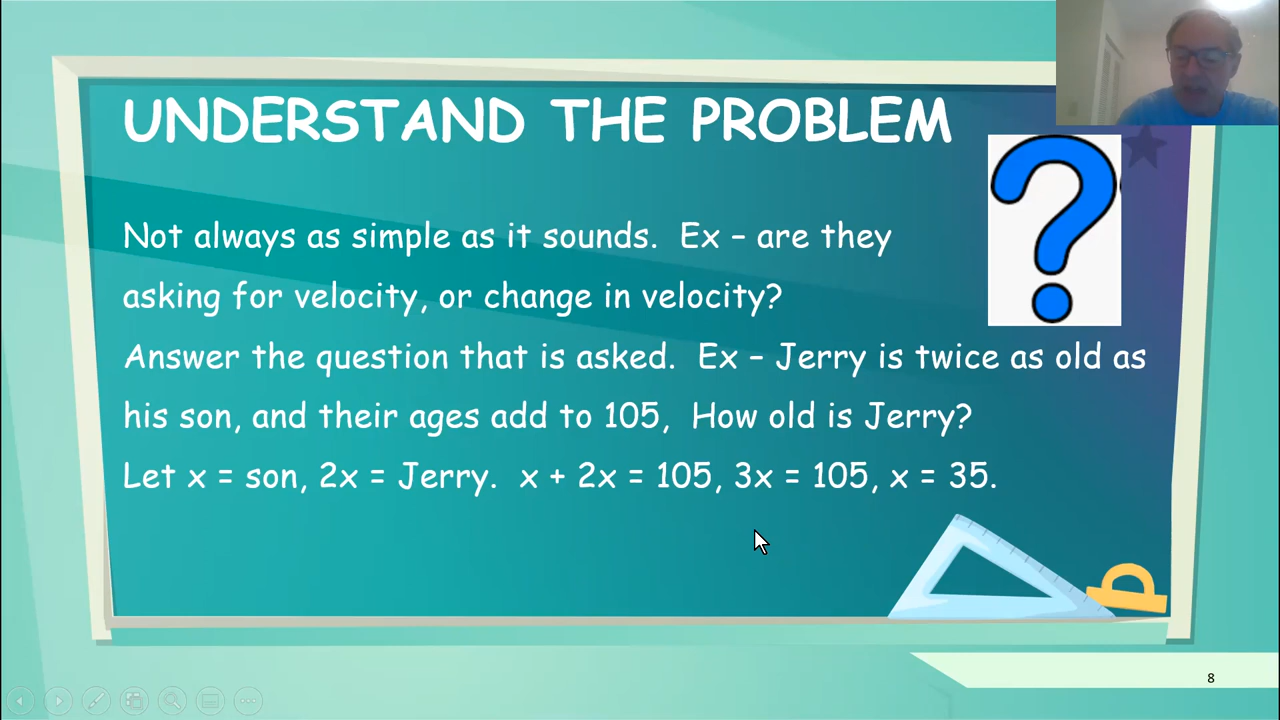 UNDERSTAND THE PROBLEM
Not always as simple as it sounds. Ex – are they
asking for velocity, or change in velocity?
Answer the question that is asked. Ex – Jerry is twice as old as
his son, and their ages add to 105, How old is Jerry?
Let x = son, 2x = Jerry. x + 2x = 105, 3x = 105, x = 35.
8